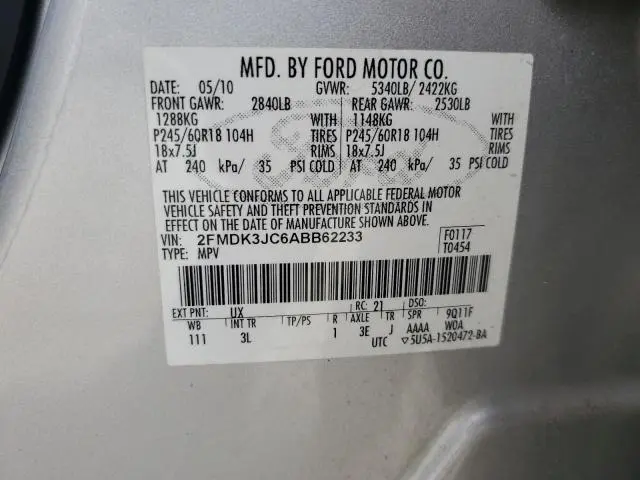 MFD. BY FORD MOTOR CO.
DATE: 05/10 GVWR: 5340LB/ 2422KG
FRONT GAWR: 2840LB REAR GAWR: 2530LB
1288KG WITH 1148KG WITH
P245/60R18 104H TIRES P245/60R18 104H TIRES
18x7.5J RIMS 18x7.5J RIMS
AT 240 kPa/ 35 PSI COLD AT 240 kPa/ 35 PSI COLD
THIS VEHICLE CONFORMS TO ALL APPLICABLE FEDERAL MOTOR
VEHICLE SAFETY AND THEFT PREVENTION STANDARDS IN
EFFECT ON THE DATE OF MANUFACTURE SHOWN ABOVE.
VIN: 2FMDK3JC6ABB62233 F0117
TYPE: MPV T0454
EXT PNT: UX RC: 21 DSO:
WB INT TR TP/PS R AXLE TR SPR 9Q11F
111 3L 1 3E J AAAA W0A
UTC ▽5U5A-1520472-BA